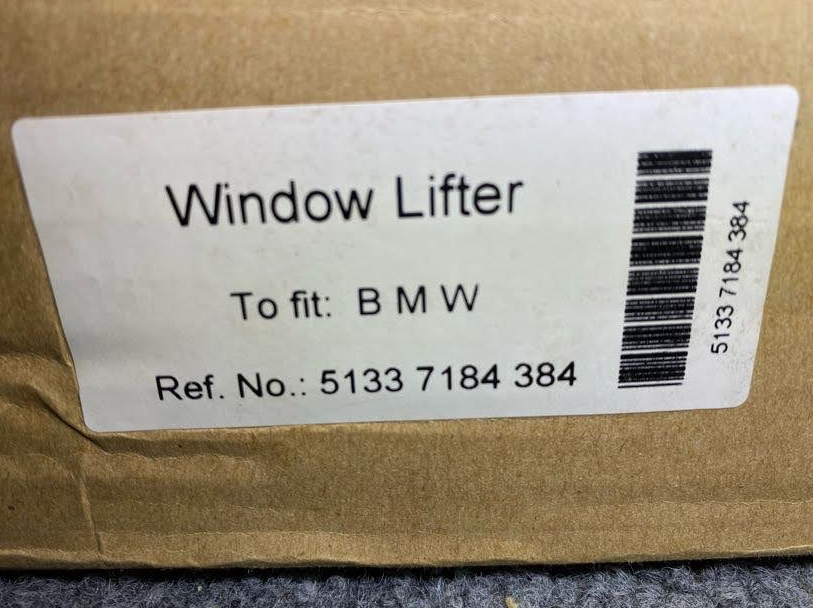 Window Lifter
To fit: B M W
Ref. No.: 5133 7184 384
5133 7184 384